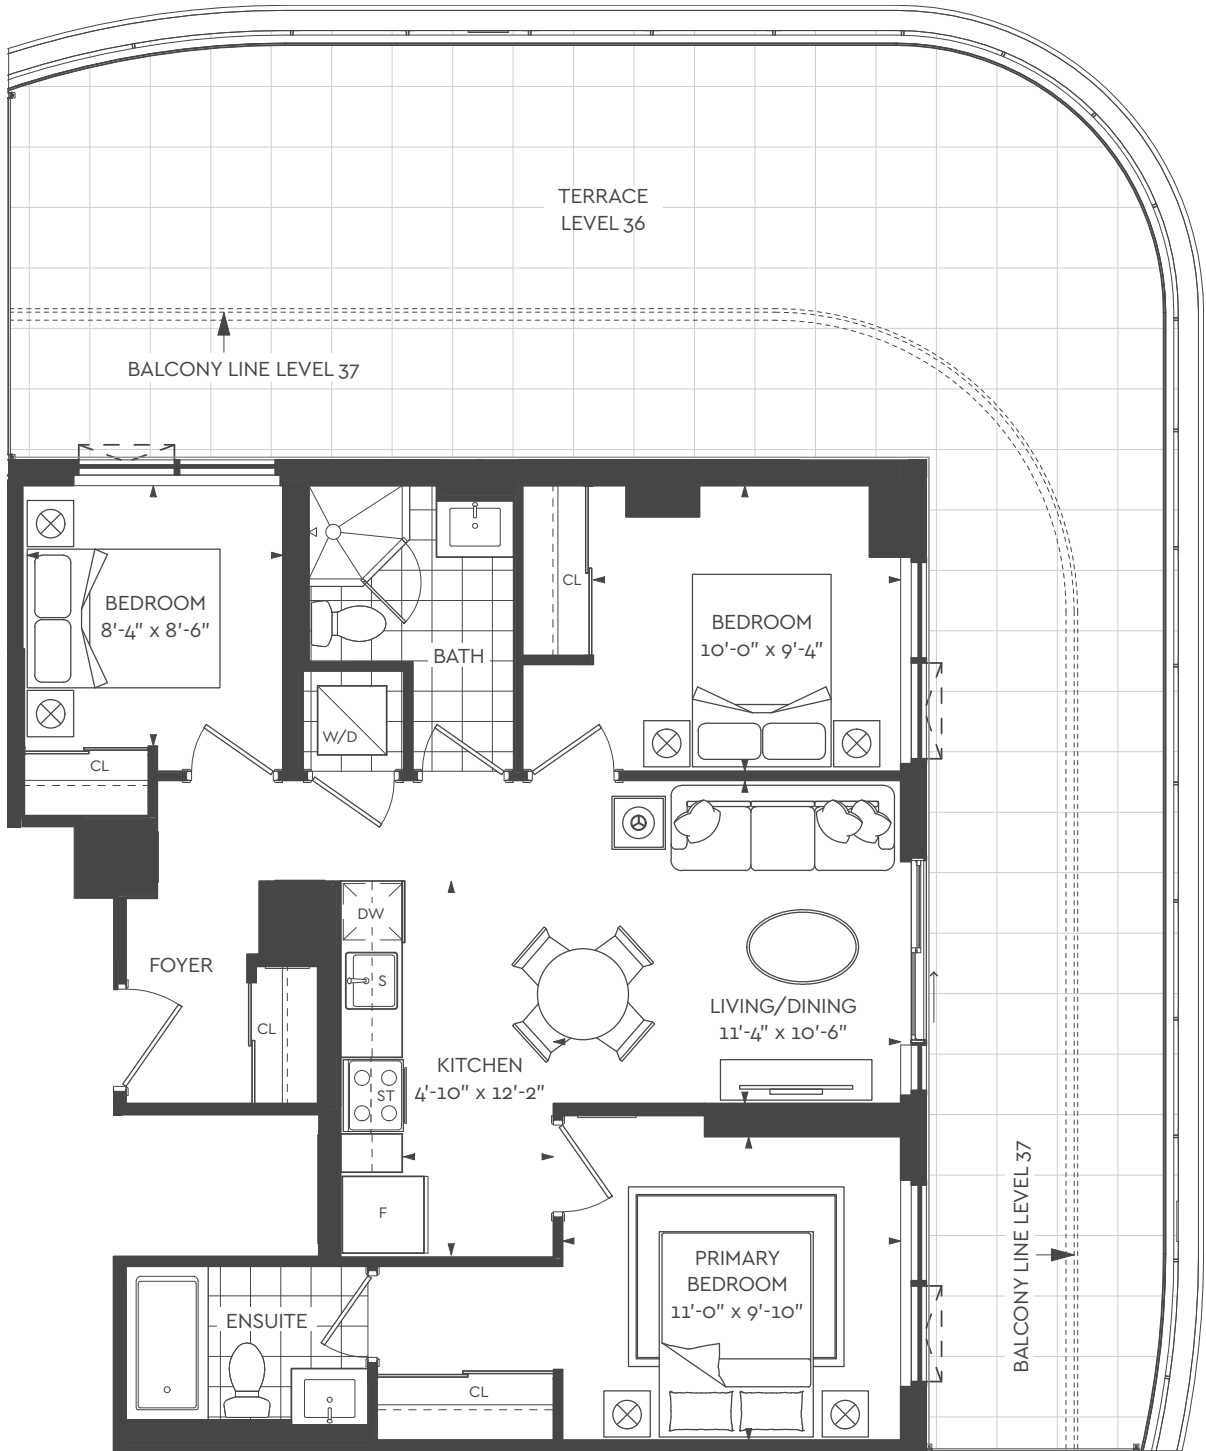 TERRACE
LEVEL 36
BALCONY LINE LEVEL 37
BEDROOM
8'-4" x 8'-6"
CL
BATH
W/D
CL
BEDROOM
10'-0" x 9'-4"
FOYER
CL
DW
S
ST
F
KITCHEN
4'-10" x 12'-2"
LIVING/DINING
11'-4" x 10'-6"
PRIMARY
BEDROOM
11'-0" x 9'-10"
ENSUITE
CL
BALCONY LINE LEVEL 37